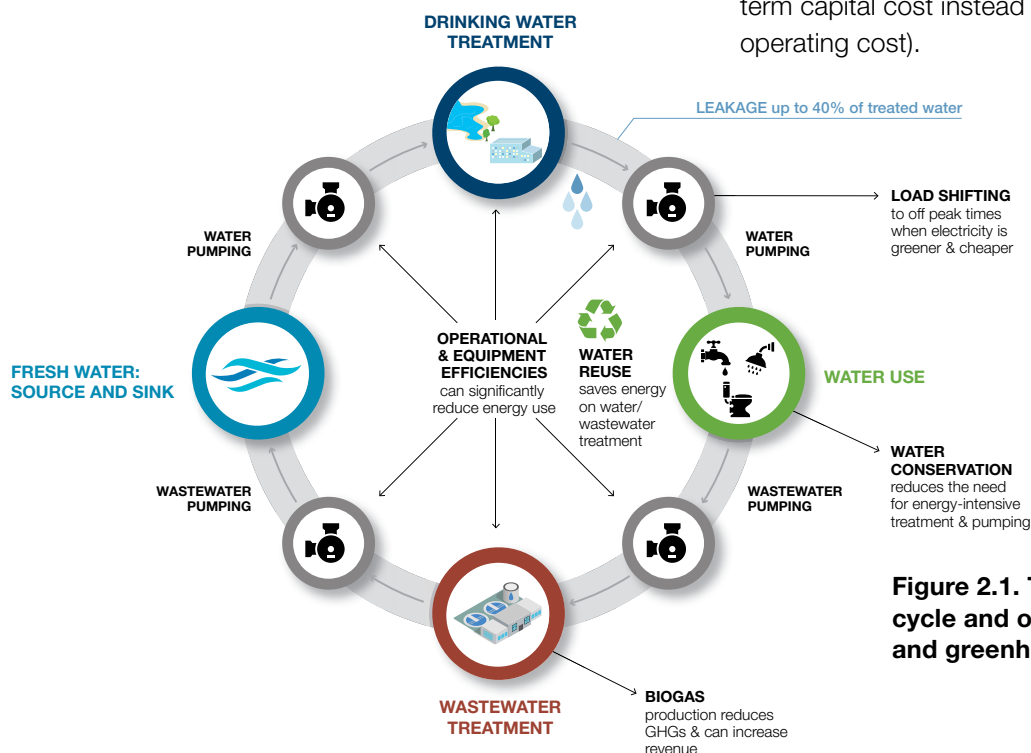 term capital cost instead
operating cost).
DRINKING WATER
TREATMENT
LEAKAGE up to 40% of treated water
LOAD SHIFTING
to off peak times
when electricity is
greener & cheaper
WATER
PUMPING
WATER
PUMPING
OPERATIONAL
& EQUIPMENT
EFFICIENCIES
can significantly
reduce energy use
WATER
REUSE
saves energy
on water/
wastewater
treatment
FRESH WATER:
SOURCE AND SINK
WATER USE
WATER
CONSERVATION
reduces the need
for energy-intensive
treatment & pumping
WASTEWATER
PUMPING
WASTEWATER
PUMPING
Figure 2.1.
cycle and
and
WASTEWATER
TREATMENT
BIOGAS
production reduces
GHGs & can increase
revenue